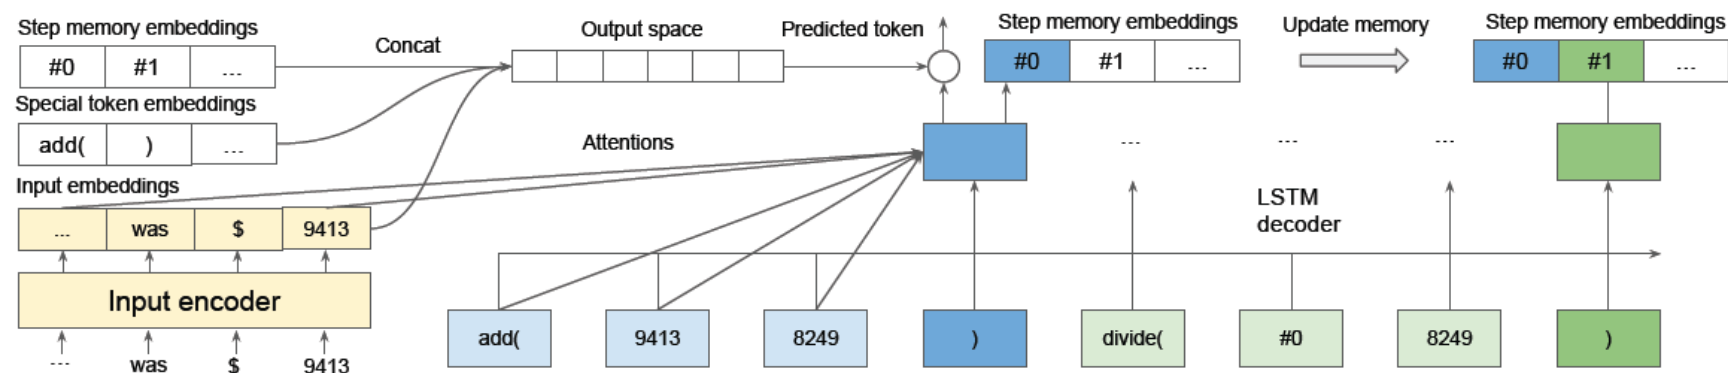 Step memory embeddings
#0 #1 ...
Concat
Output space
Predicted token
Step memory embeddings
#0 #1 ...
Update memory
Step memory embeddings
#0 #1 ...
Special token embeddings
add( ) ...
Attentions
... ... ...
Input embeddings
... was $ 9413
LSTM
decoder
Input encoder
add( 9413 8249 ) divide( #0 8249 )
... was $ 9413